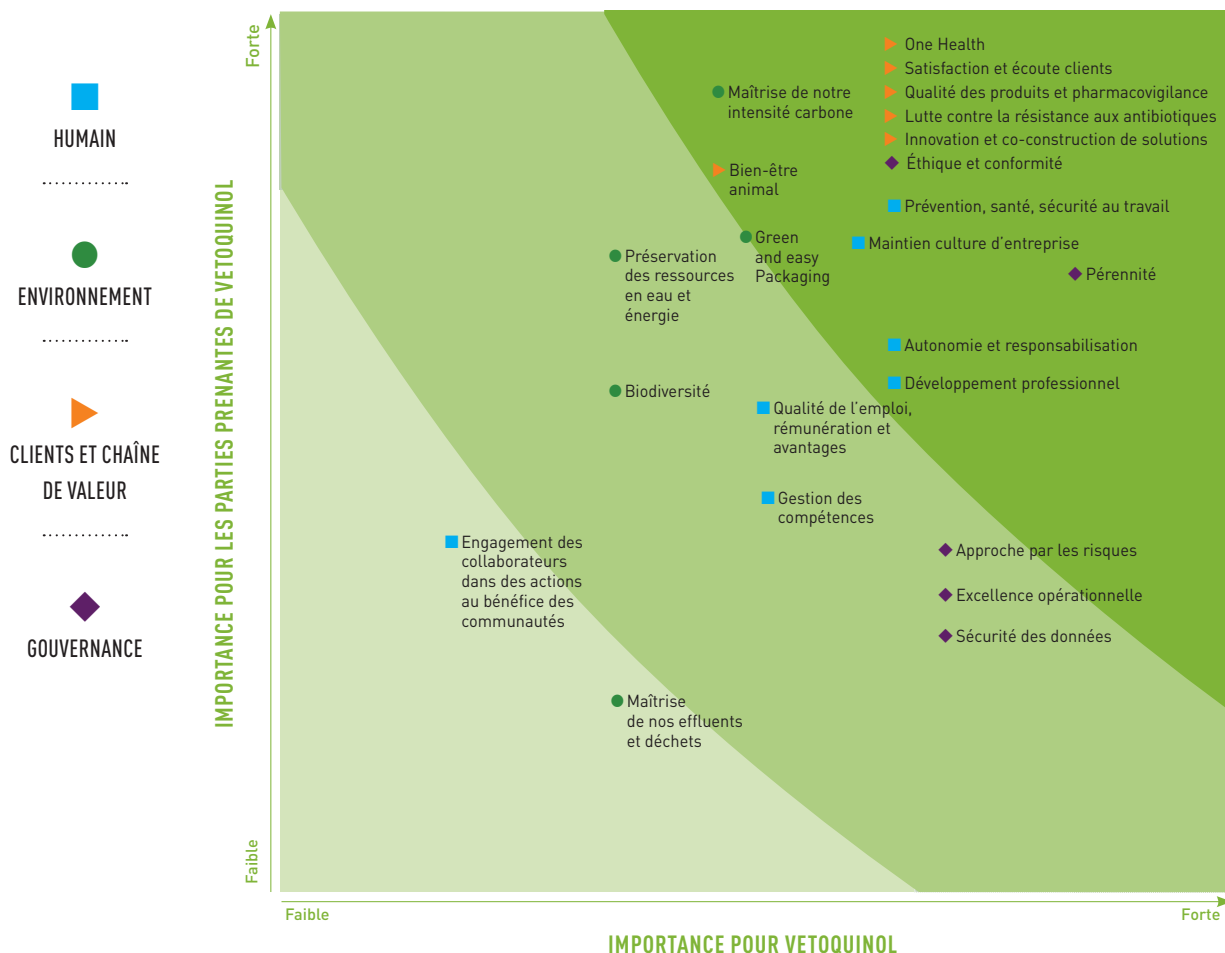 HUMAIN
ENVIRONNEMENT
CLIENTS ET CHAÎNE
DE VALEUR
GOUVERNANCE
IMPORTANCE POUR LES PARTIES PRENANTES DE VETOQUINOL
Forte
Faible
One Health
Satisfaction et écoute clients
Qualité des produits et pharmacovigilance
Lutte contre la résistance aux antibiotiques
Innovation et co-construction de solutions
Éthique et conformité
Maîtrise de notre
intensité carbone
Bien-être
animal
Prévention, santé, sécurité au travail
Green
and easy
Packaging
Maintien culture d'entreprise
Préservation
des ressources
en eau et
énergie
Pérennité
Autonomie et responsabilisation
Développement professionnel
Biodiversité
Qualité de l'emploi,
rémunération et
avantages
Gestion des
compétences
Engagement des
collaborateurs
dans des actions
au bénéfice des
communautés
Approche par les risques
Excellence opérationnelle
Sécurité des données
Maîtrise
de nos effluents
et déchets
Faible
Forte
IMPORTANCE POUR VETOQUINOL